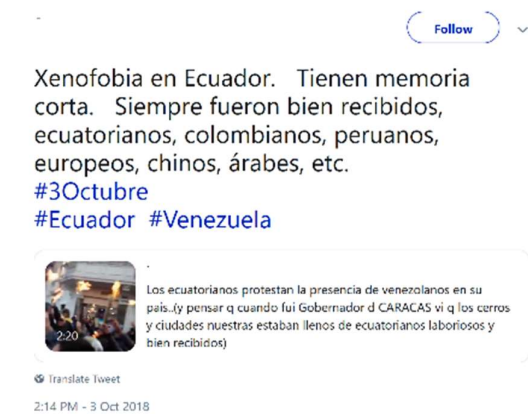 Follow
Xenofobia en Ecuador. Tienen memoria
corta. Siempre fueron bien recibidos,
ecuatorianos, colombianos, peruanos,
europeos, chinos, árabes, etc.
#3Octubre
#Ecuador #Venezuela
Los ecuatorianos protestan la presencia de venezolanos en su
pais..(y pensar q cuando fui Gobernador d CARACAS vi q los cerros
y ciudades nuestras estaban llenos de ecuatorianos laboriosos y
bien recibidos)
2:20
Translate Tweet
2:14 PM - 3 Oct 2018